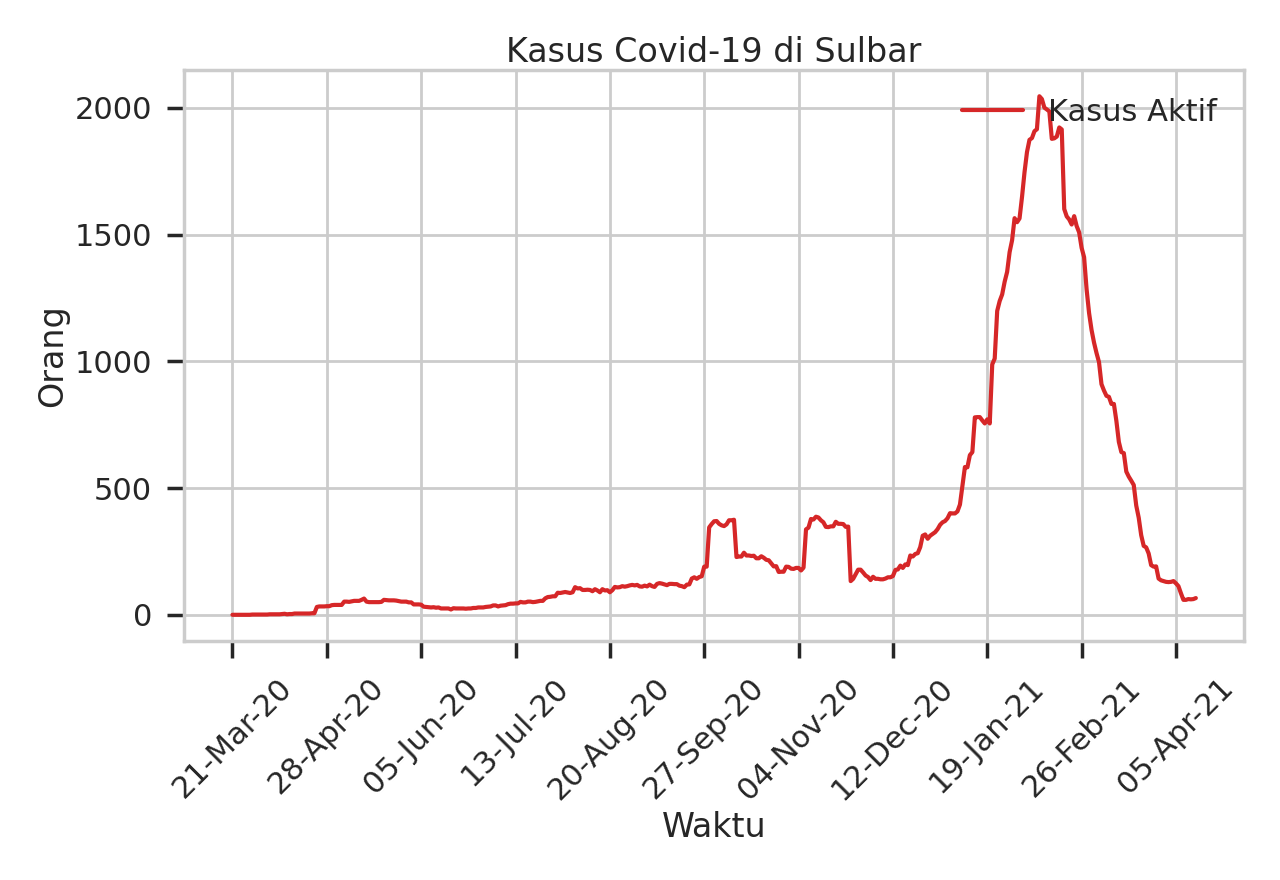 Kasus Covid-19 di Sulbar
Kasus Aktif
Orang
2000
1500
1000
500
0
21-Mar-20
28-Apr-20
05-Jun-20
13-Jul-20
20-Aug-20
27-Sep-20
04-Nov-20
12-Dec-20
19-Jan-21
26-Feb-21
05-Apr-21
Waktu